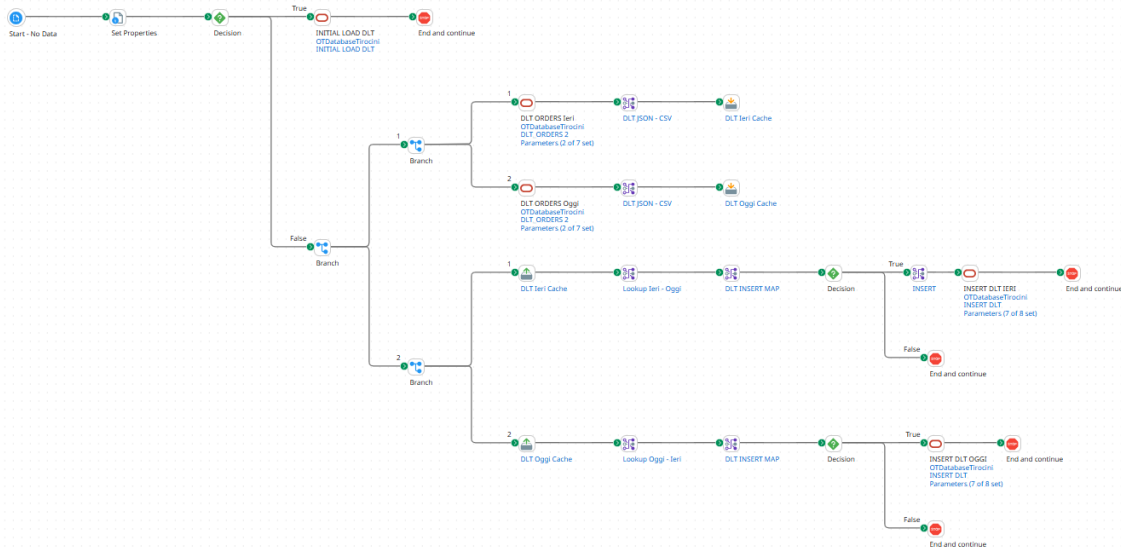 True
Start - No Data
Set Properties
Decision
INITIAL LOAD DLT
OTDatabaseTirocini
INITIAL LOAD DLT
STOP
End and continue
1
DLT ORDERS Ieri
OTDatabaseTirocini
DLT_ORDERS 2
Parameters (2 of 7 set)
DLT JSON - CSV
DLT Ieri Cache
1
Branch
2
DLT ORDERS Oggi
OTDatabaseTirocini
DLT_ORDERS 2
Parameters (2 of 7 set)
DLT JSON - CSV
DLT Oggi Cache
False
Branch
1
DLT Ieri Cache
Lookup Ieri - Oggi
DLT INSERT MAP
Decision
True
INSERT
INSERT DLT IERI
OTDatabaseTirocini
INSERT DLT
Parameters (7 of 8 set)
STOP
End and continue
False
STOP
End and continue
2
Branch
2
DLT Oggi Cache
Lookup Oggi - Ieri
DLT INSERT MAP
Decision
True
INSERT DLT OGGI
OTDatabaseTirocini
INSERT DLT
Parameters (7 of 8 set)
STOP
End and continue
False
STOP
End and continue